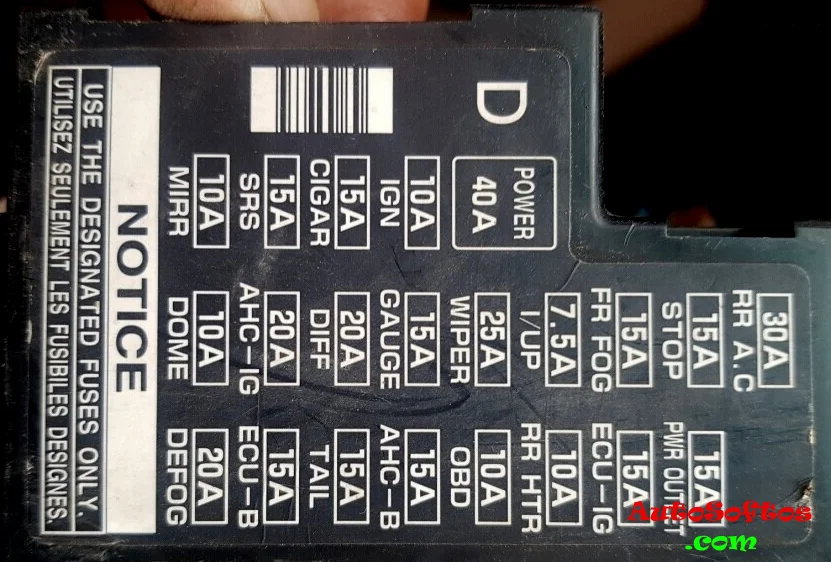 D
30A
RR A.C
15A 15A
STOP PWR OUTLET
15A 15A
FR FOG ECU-IG
POWER 7.5A 10A
I/UP RR HTR
40A 25A 10A
WIPER OBD
10A 15A 15A
IGN GAUGE AHC-B
15A 20A 15A
CIGAR DIFF TAIL
15A 20A 15A
SRS AHC-IG ECU-B
10A 10A 20A
MIRR DOME DEFOG
NOTICE
USE THE DESIGNATED FUSES ONLY.
UTILISEZ SEULEMENT LES FUSIBILES DESIGNES.
AutoSoftos
.com